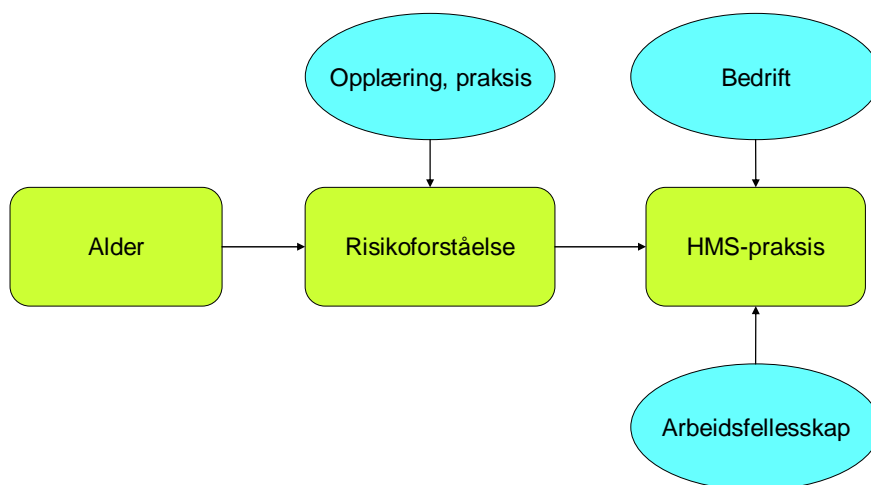 Opplæring, praksis
Bedrift
Alder
Risikoforståelse
HMS-praksis
Arbeidsfellesskap